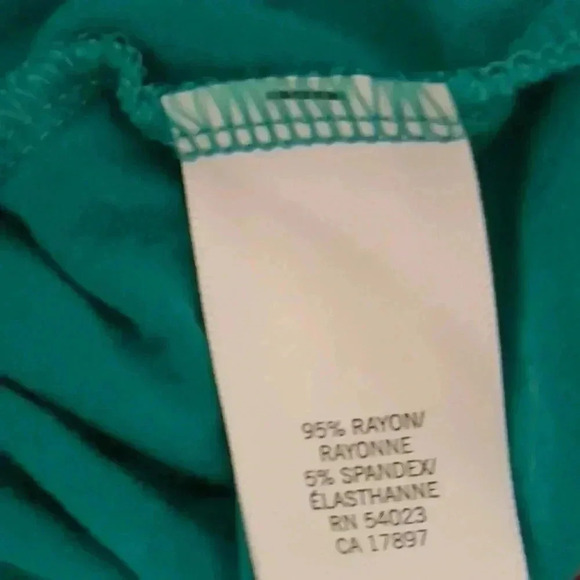 95% RAYON/
RAYONNE
5% SPANDEX/
ÉLASTHANNE
RN 54023
CA 17897